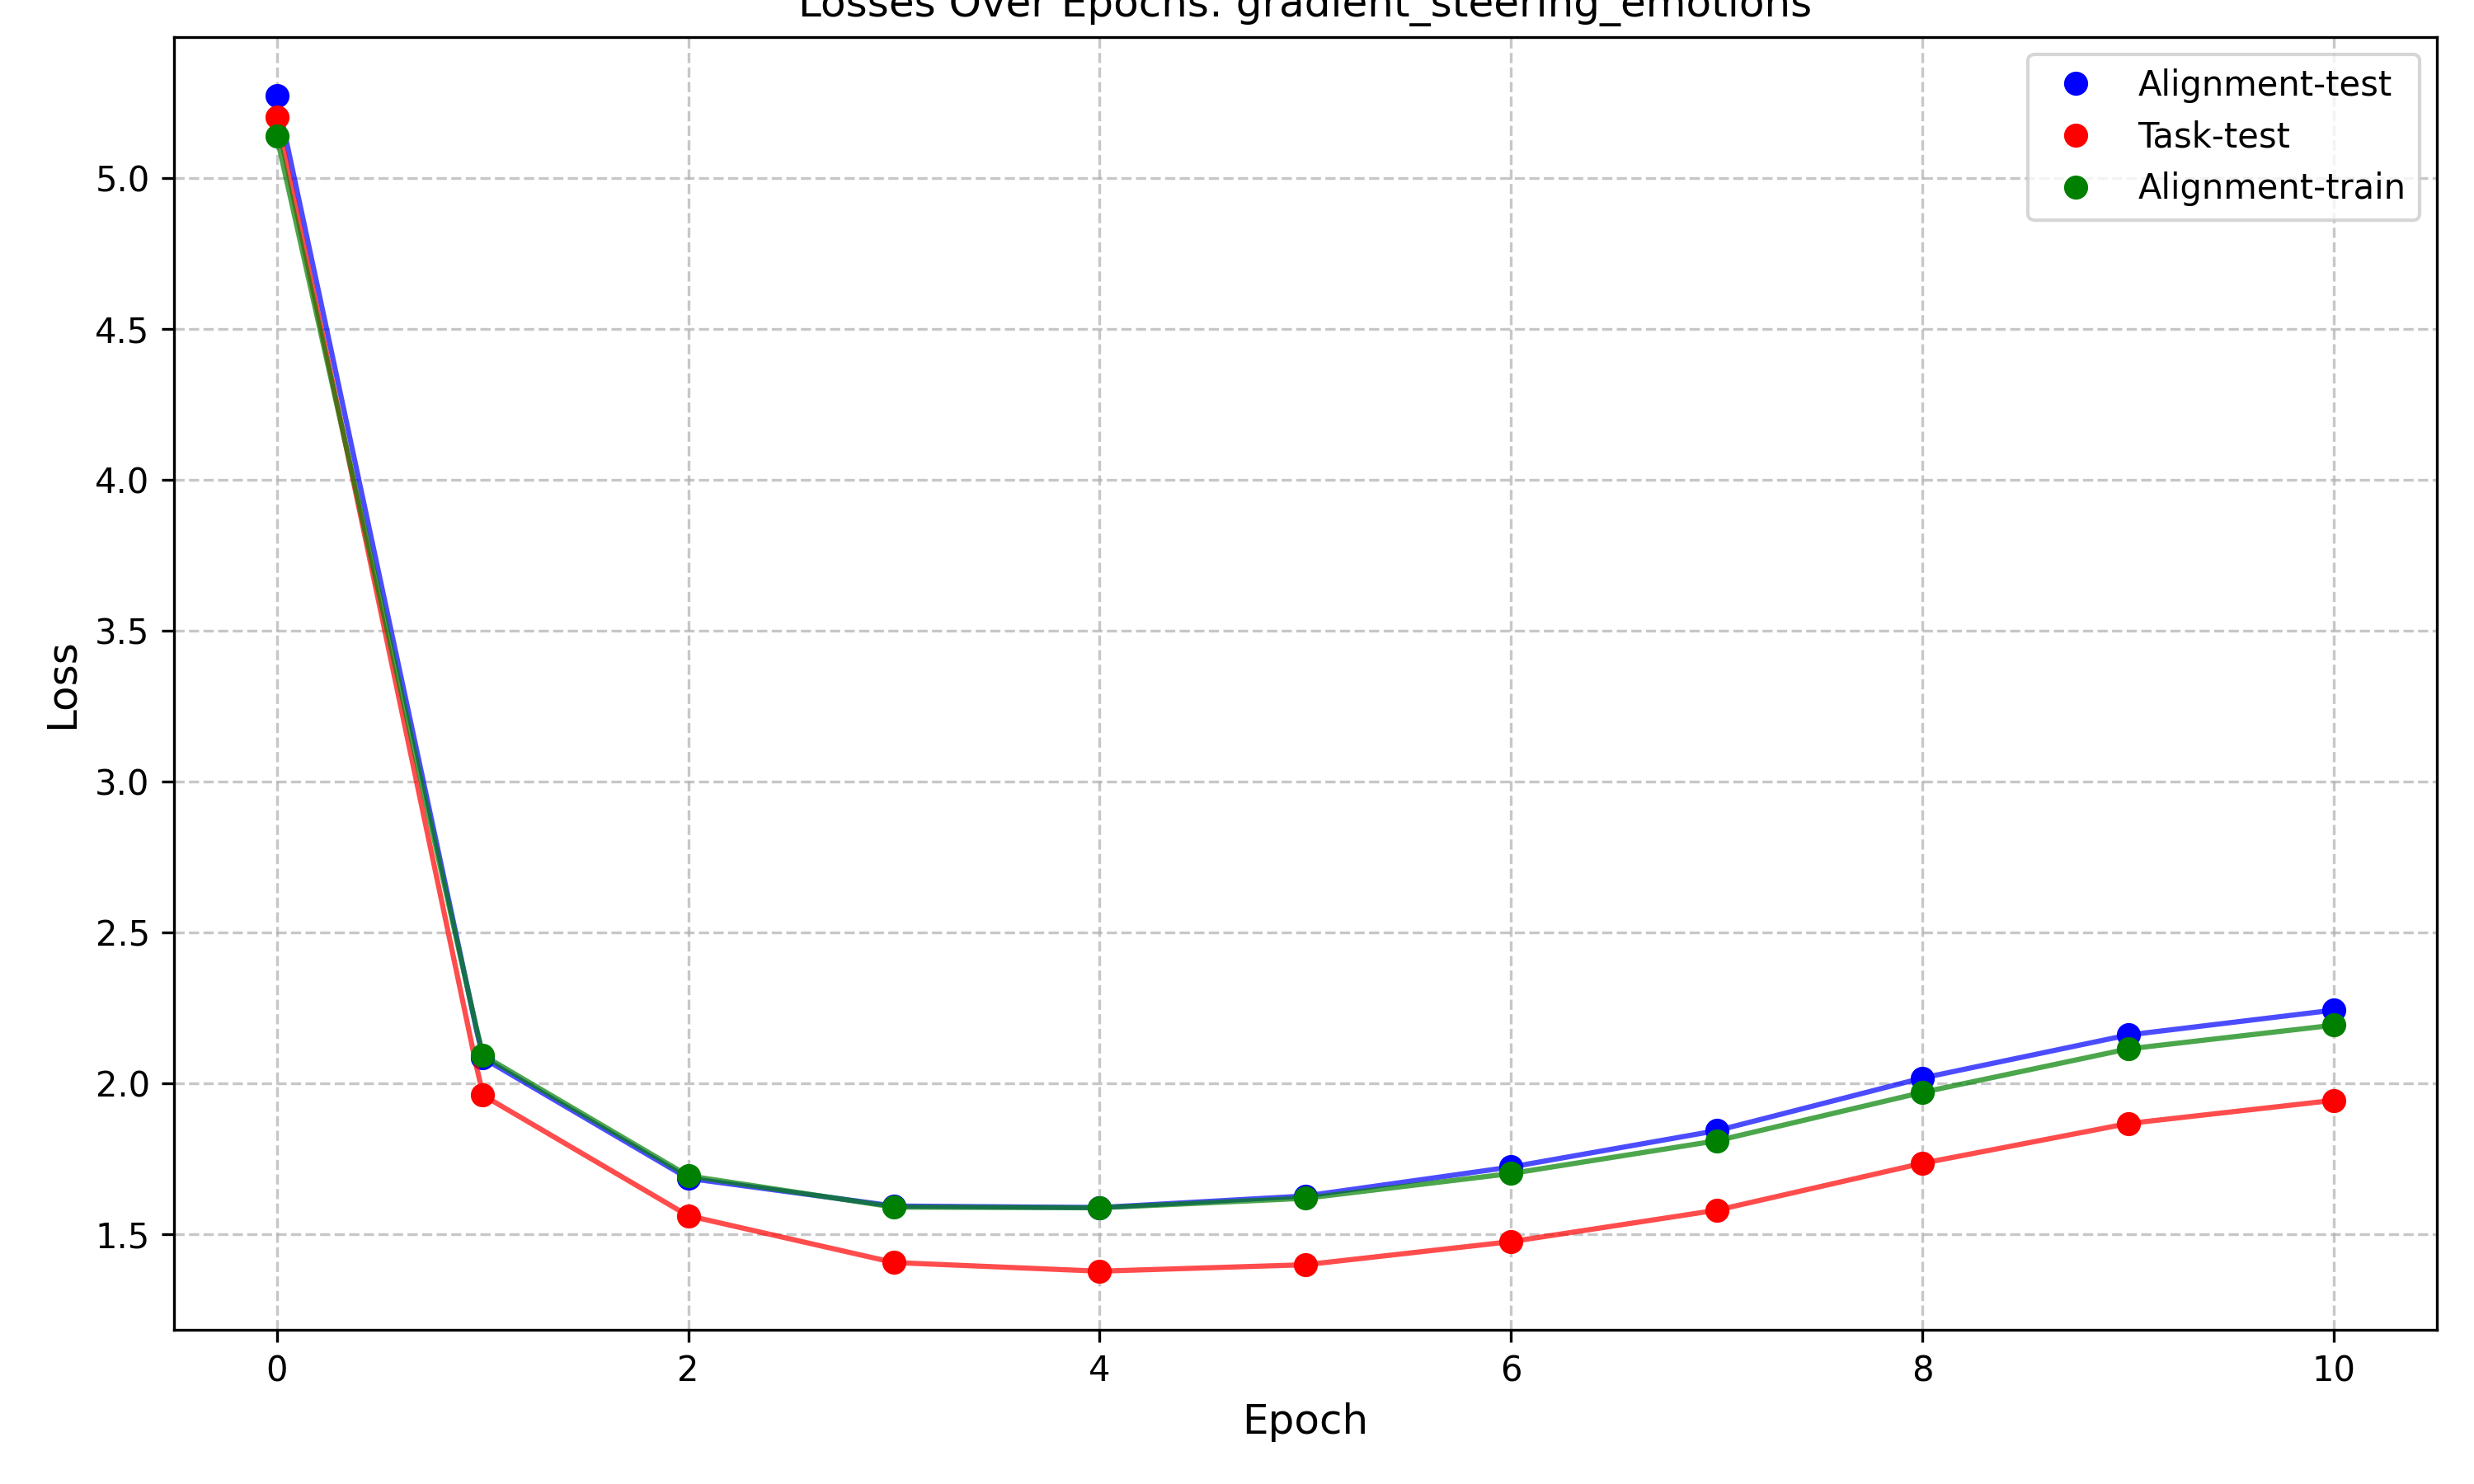 Losses Over Epochs: gradient_steering_emotions
Alignment-test
Task-test
Alignment-train
5.0
4.5
4.0
3.5
3.0
2.5
2.0
1.5
Loss
0 2 4 6 8 10
Epoch